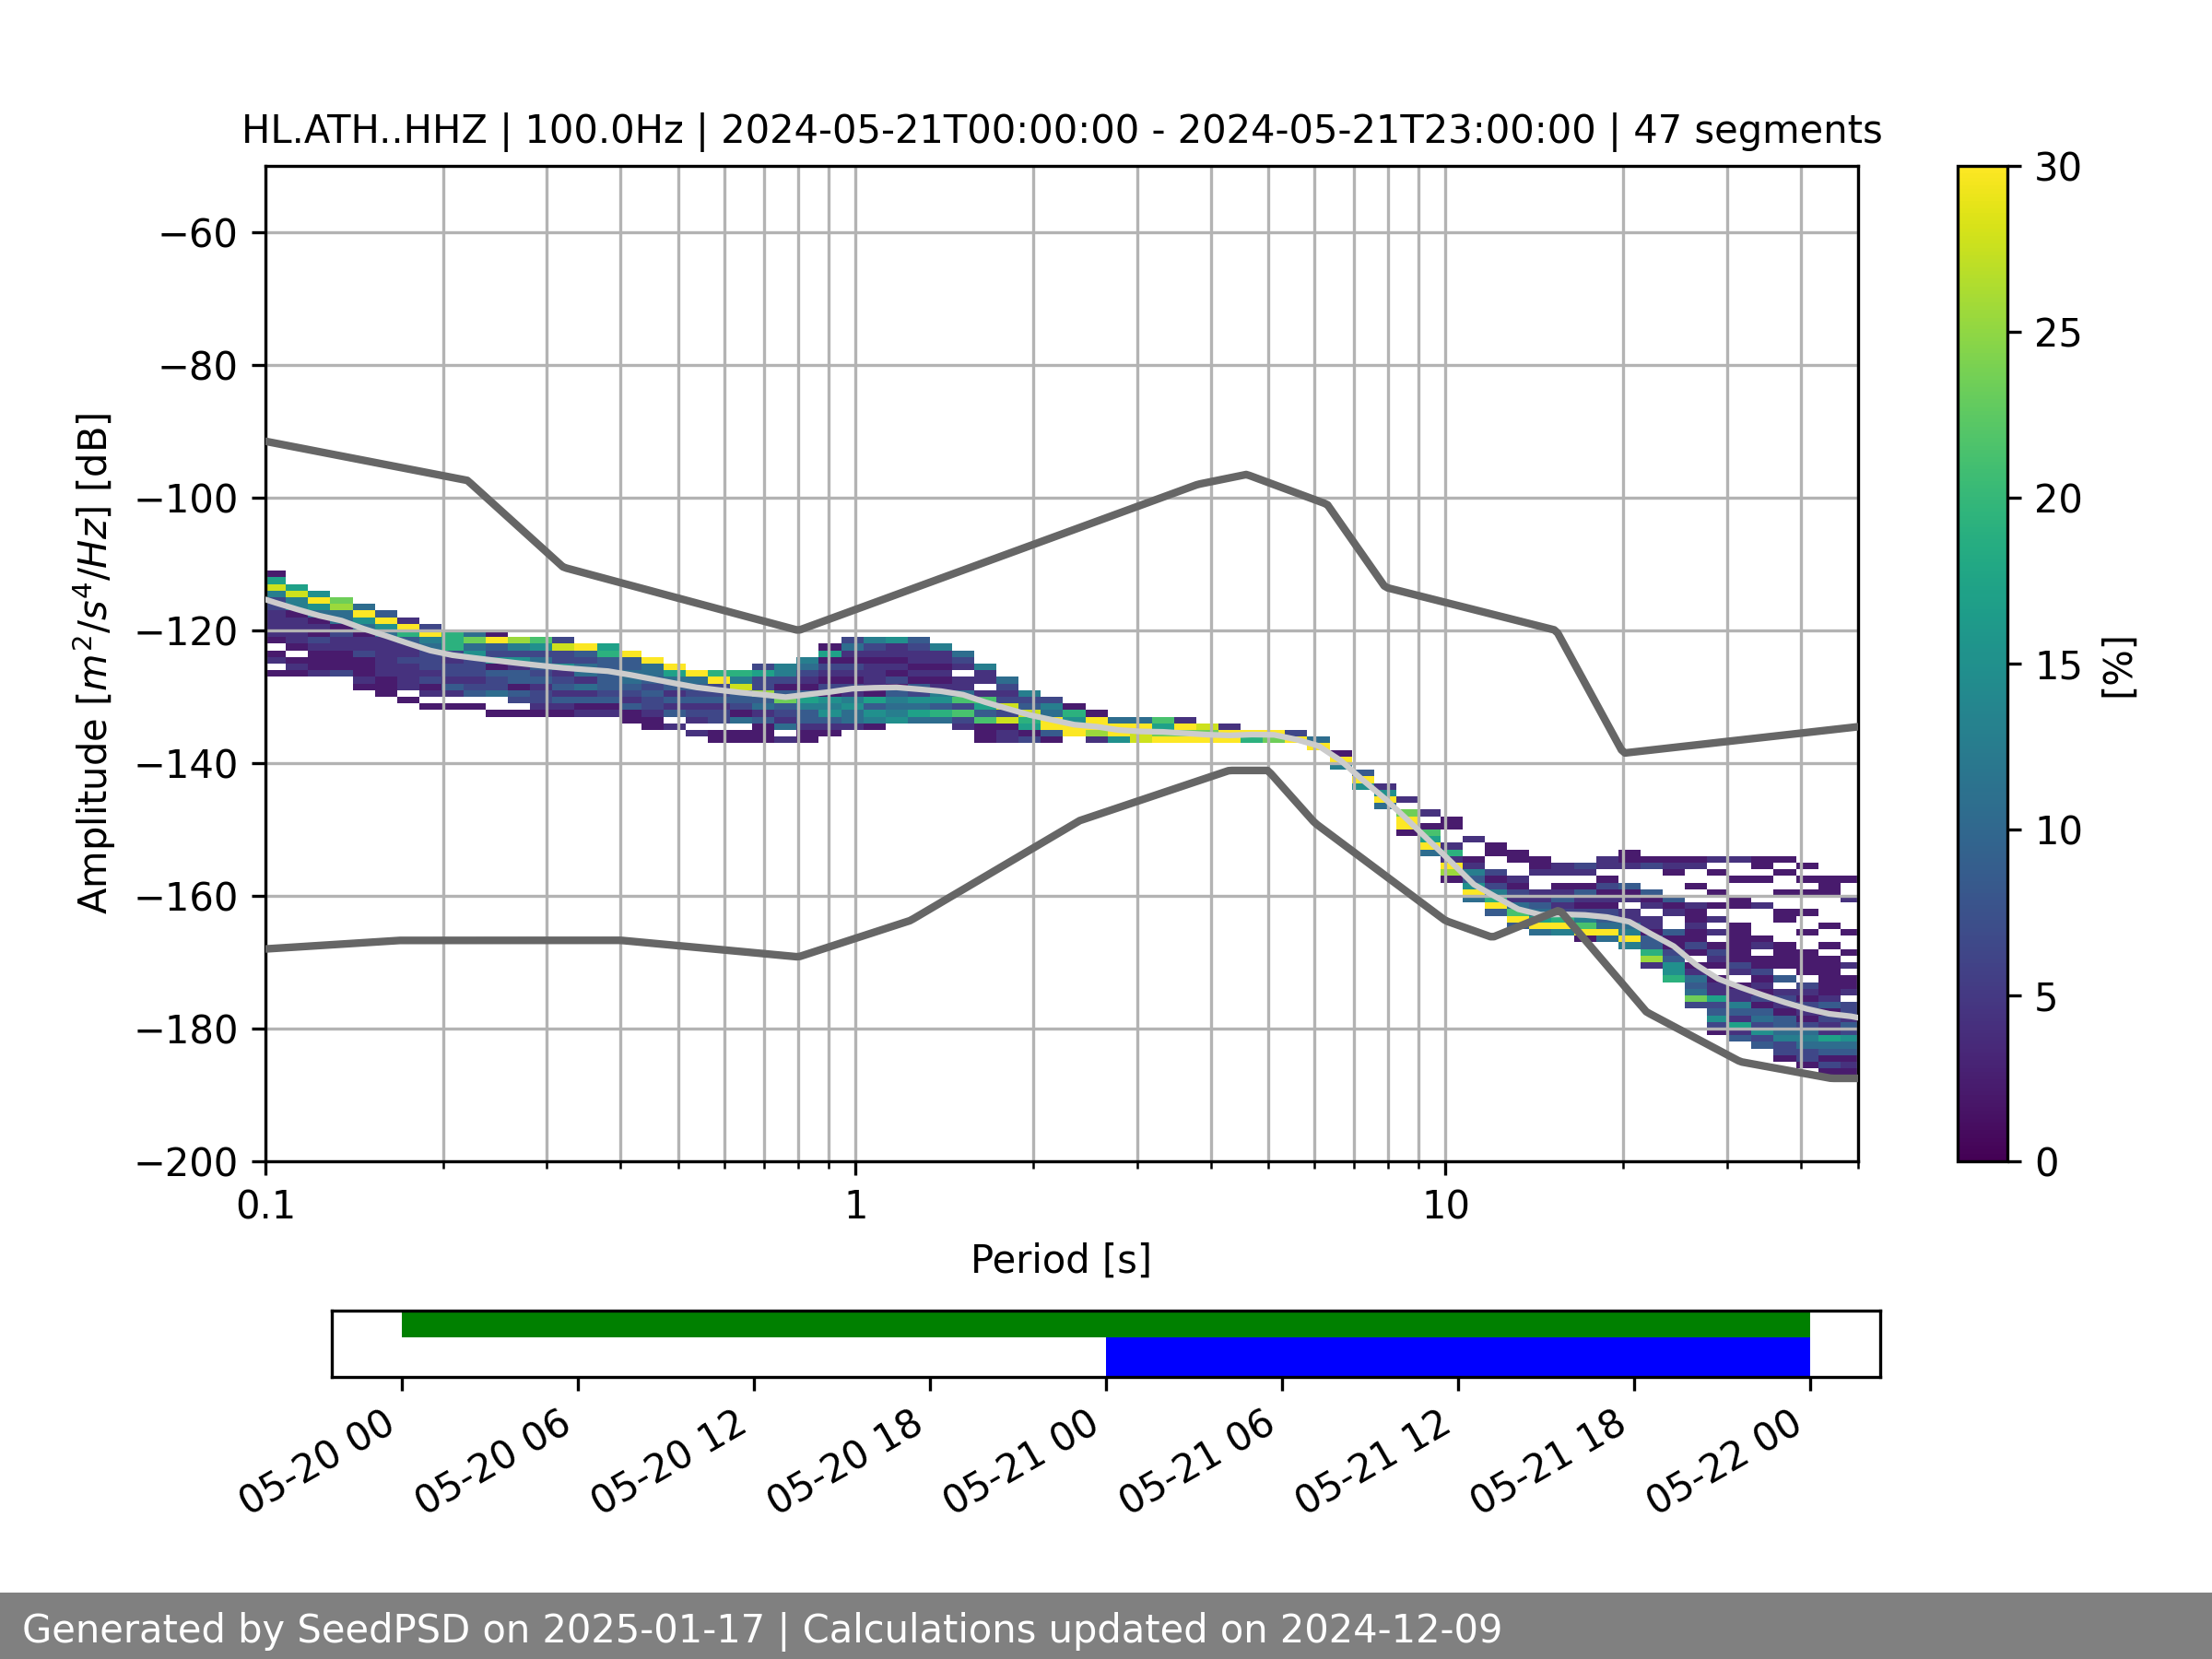 HL.ATH..HHZ | 100.0Hz | 2024-05-21T00:00:00 - 2024-05-21T23:00:00 | 47 segments
Amplitude [m²/s⁴/Hz] [dB]
−60
−80
−100
−120
−140
−160
−180
−200
0.1 1 10
Period [s]
30
25
20
15
10
5
0
[%]
05-20 00 05-20 06 05-20 12 05-20 18 05-21 00 05-21 06 05-21 12 05-21 18 05-22 00
Generated by SeedPSD on 2025-01-17 | Calculations updated on 2024-12-09